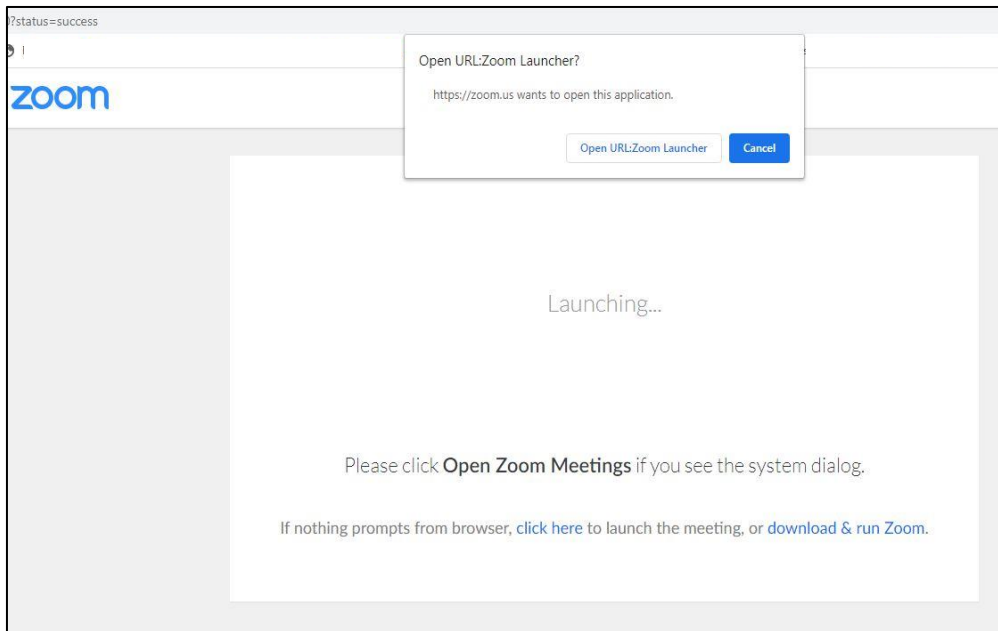 ?status=success
Open URL:Zoom Launcher?
https://zoom.us wants to open this application.
Open URL:Zoom Launcher
Cancel
zoom
Launching...
Please click Open Zoom Meetings if you see the system dialog.
If nothing prompts from browser, click here to launch the meeting, or download & run Zoom.